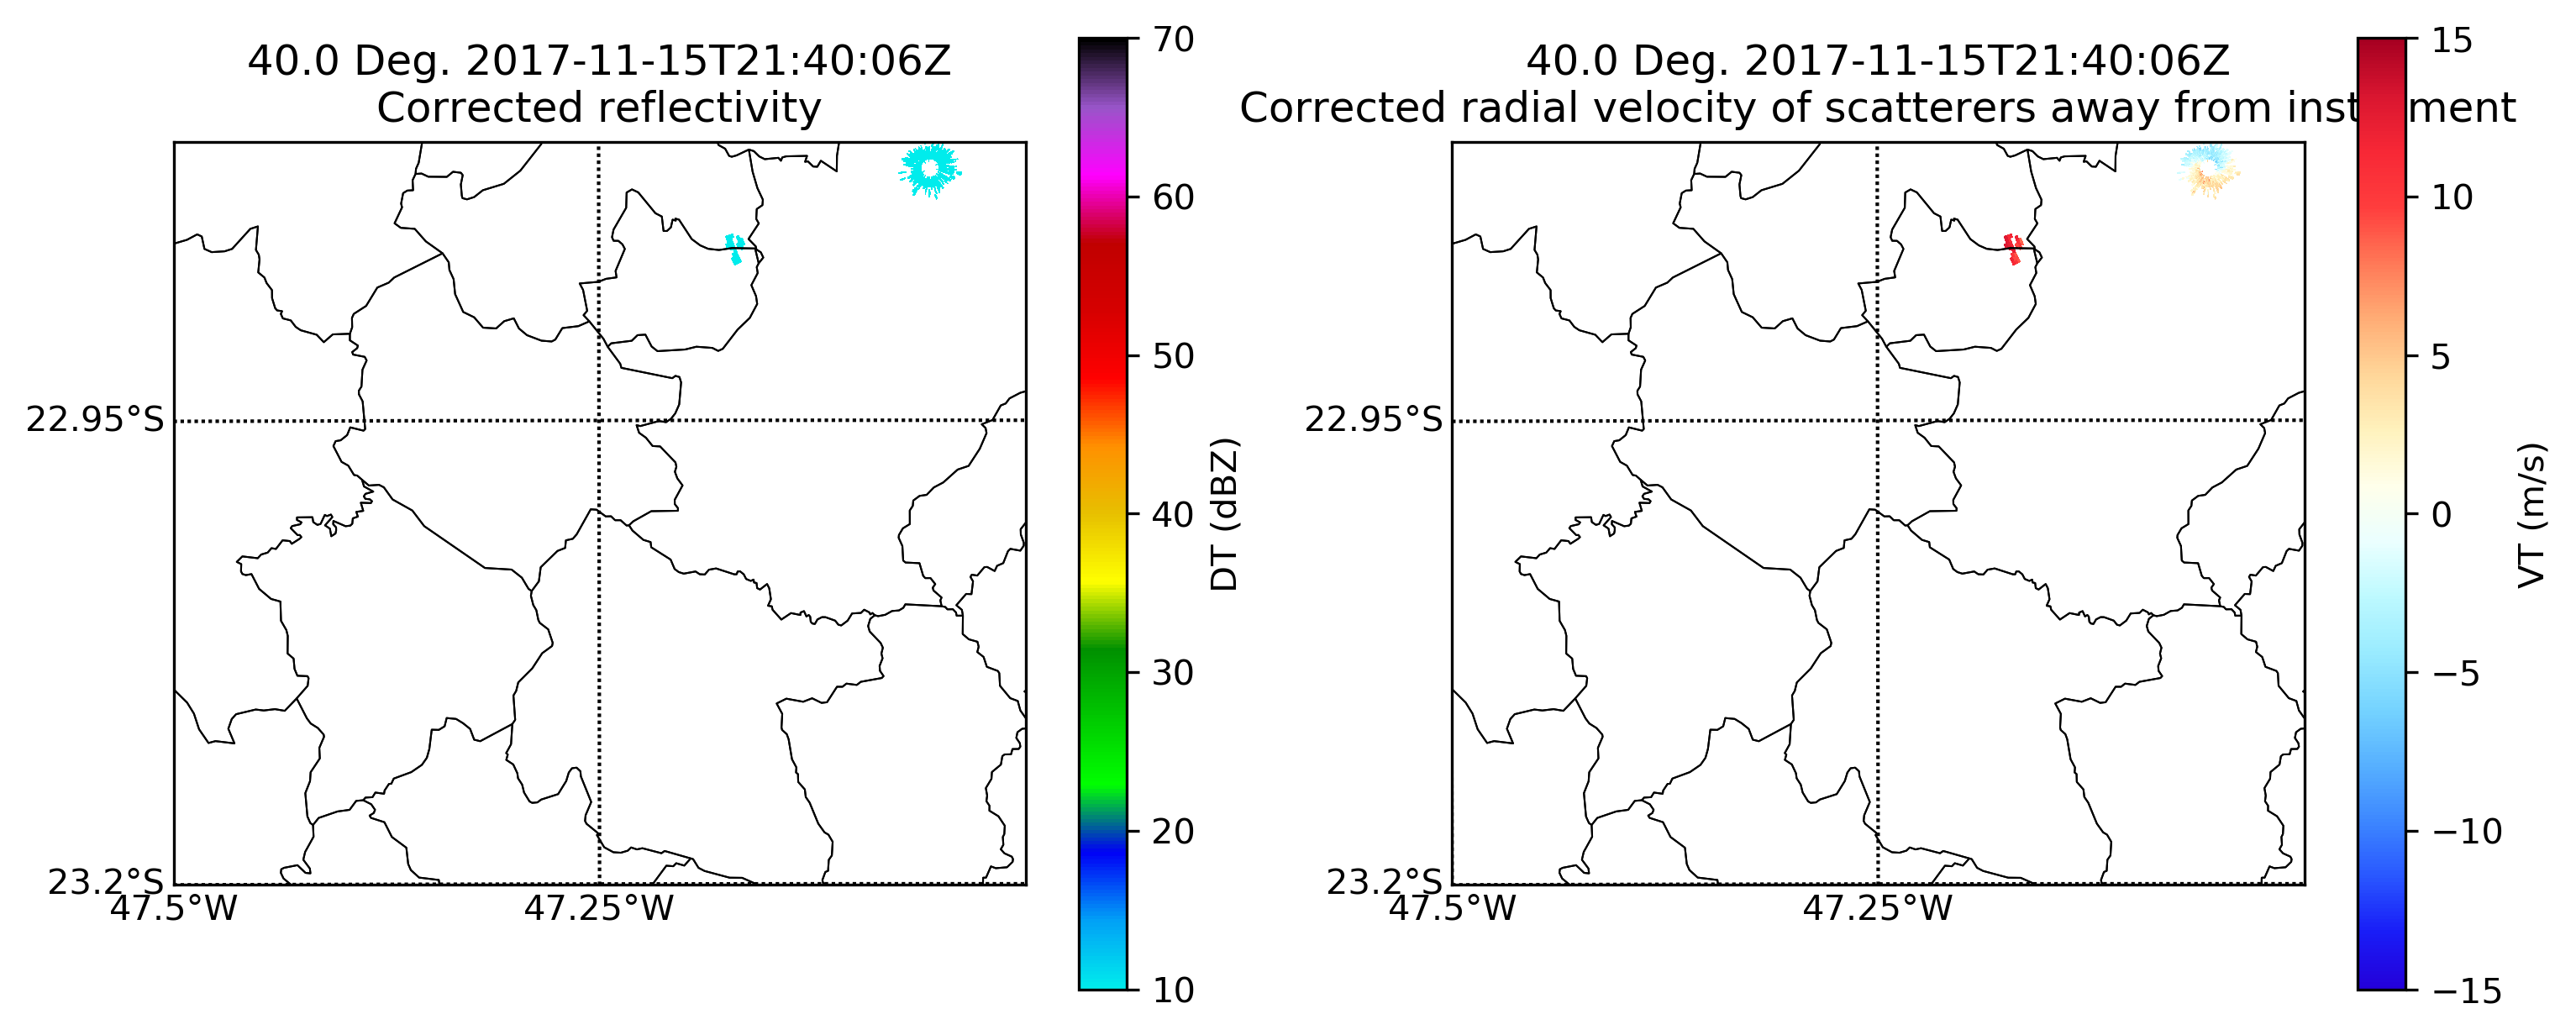 40.0 Deg. 2017-11-15T21:40:06Z
Corrected reflectivity
22.95°S
23.2°S
47.5°W
47.25°W
70
60
50
40
30
20
10
DT (dBZ)
40.0 Deg. 2017-11-15T21:40:06Z
Corrected radial velocity of scatterers away from inst ment
22.95°S
23.2°S
47.5°W
47.25°W
15
10
5
0
−5
−10
−15
VT (m/s)